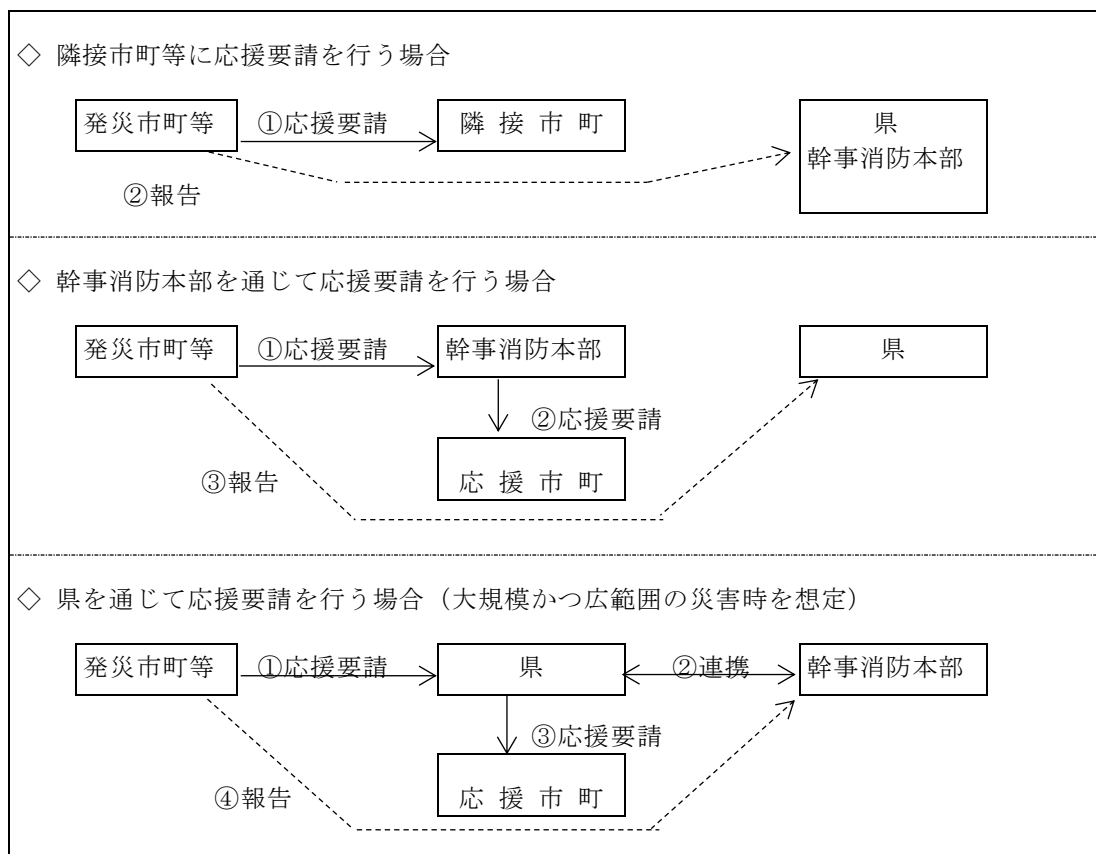 ◇ 隣接市町等に応援要請を行う場合
発災市町等
①応援要請
隣 接 市 町
県
幹事消防本部
②報告
◇ 幹事消防本部を通じて応援要請を行う場合
発災市町等
①応援要請
幹事消防本部
県
②応援要請
③報告
応 援 市 町
◇ 県を通じて応援要請を行う場合（大規模かつ広範囲の災害時を想定）
発災市町等
①応援要請
県
②連携
幹事消防本部
③応援要請
④報告
応 援 市 町